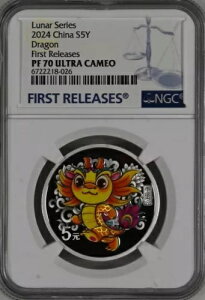 Lunar Series
2024 China S5Y
Dragon
First Releases
PF 70 ULTRA CAMEO
6722218-026
FIRST RELEASES®
NGC
5元